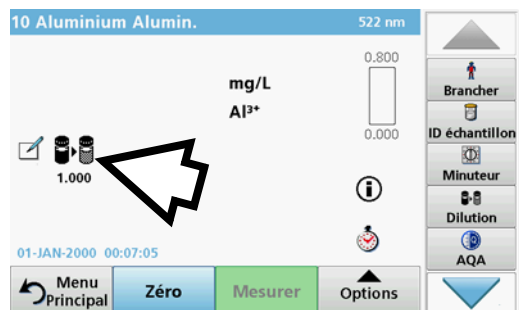 10 Aluminium Alumin.
522 nm
0.800
mg/L
Al³⁺
0.000
1.000
01-JAN-2000 00:07:05
Menu
Principal
Zéro
Mesurer
Options
Brancher
ID échantillon
Minuteur
Dilution
AQA